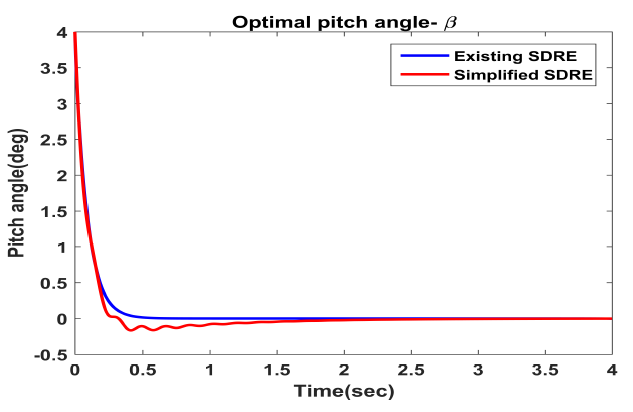 Optimal pitch angle- β
Existing SDRE
Simplified SDRE
Pitch angle(deg)
4
3.5
3
2.5
2
1.5
1
0.5
0
-0.5
0 0.5 1 1.5 2 2.5 3 3.5 4
Time(sec)